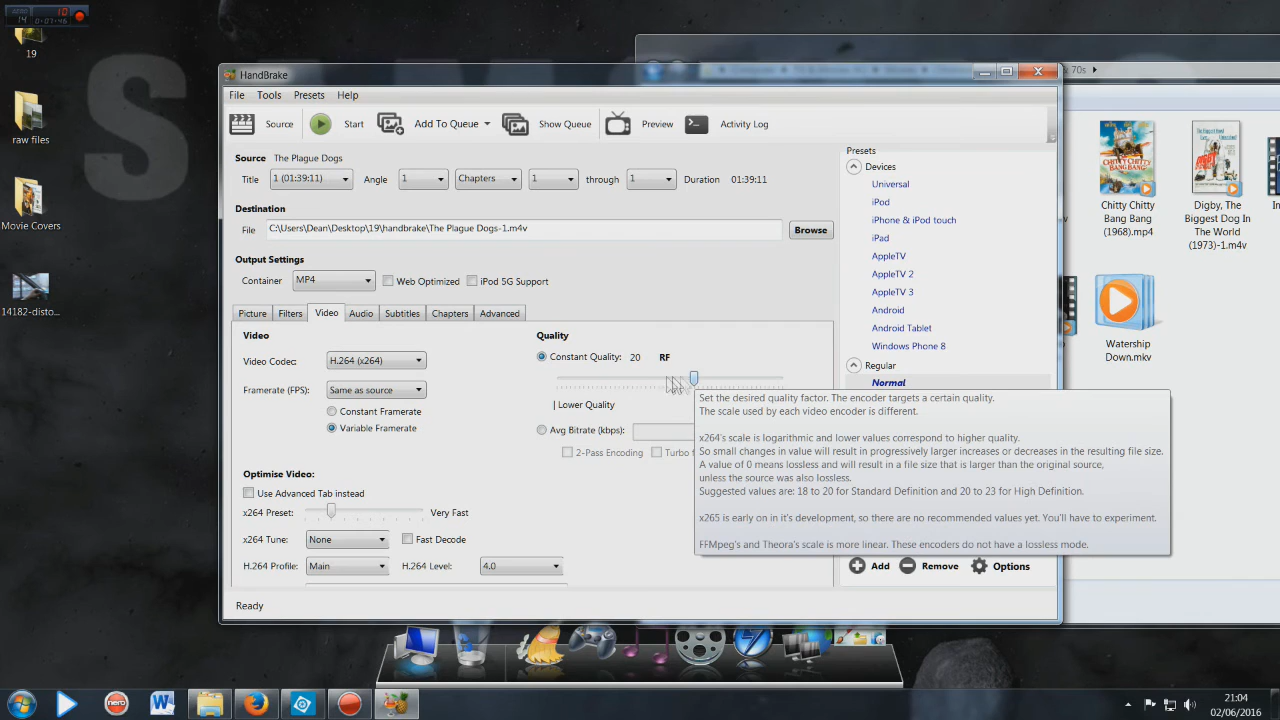 14
10
0:07:46
19
raw files
Movie Covers
14182-disto...
S
HandBrake
File Tools Presets Help
Source Start Add To Queue Show Queue Preview Activity Log
Source The Plague Dogs
Title 1 (01:39:11) Angle 1 Chapters 1 through 1 Duration 01:39:11
Destination
File C:\Users\Dean\Desktop\19\handbrake\The Plague Dogs-1.m4v Browse
Output Settings
Container MP4 Web Optimized iPod 5G Support
Picture Filters Video Audio Subtitles Chapters Advanced
Video
Video Codec: H.264 (x264)
Framerate (FPS): Same as source
Constant Framerate
Variable Framerate
Optimise Video:
Use Advanced Tab instead
x264 Preset: Very Fast
x264 Tune: None Fast Decode
H.264 Profile: Main H.264 Level: 4.0
Quality
Constant Quality: 20 RF
| Lower Quality
Avg Bitrate (kbps):
2-Pass Encoding Turbo
Set the desired quality factor. The encoder targets a certain quality.
The scale used by each video encoder is different.
x264's scale is logarithmic and lower values correspond to higher quality.
So small changes in value will result in progressively larger increases or decreases in the resulting file size.
A value of 0 means lossless and will result in a file size that is larger than the original source,
unless the source was also lossless.
Suggested values are: 18 to 20 for Standard Definition and 20 to 23 for High Definition.
x265 is early on in it's development, so there are no recommended values yet. You'll have to experiment.
FFMpeg's and Theora's scale is more linear. These encoders do not have a lossless mode.
Presets
Devices
Universal
iPod
iPhone & iPod touch
iPad
AppleTV
AppleTV 2
AppleTV 3
Android
Android Tablet
Windows Phone 8
Regular
Normal
Add Remove Options
Ready
70s
CHITTY CHITTY
BANG BANG
Chitty Chitty
Bang Bang
(1968).mp4
Digby, The
Biggest Dog In
The World
(1973)-1.m4v
Watership
Down.mkv
nero
W
21:04
02/06/2016